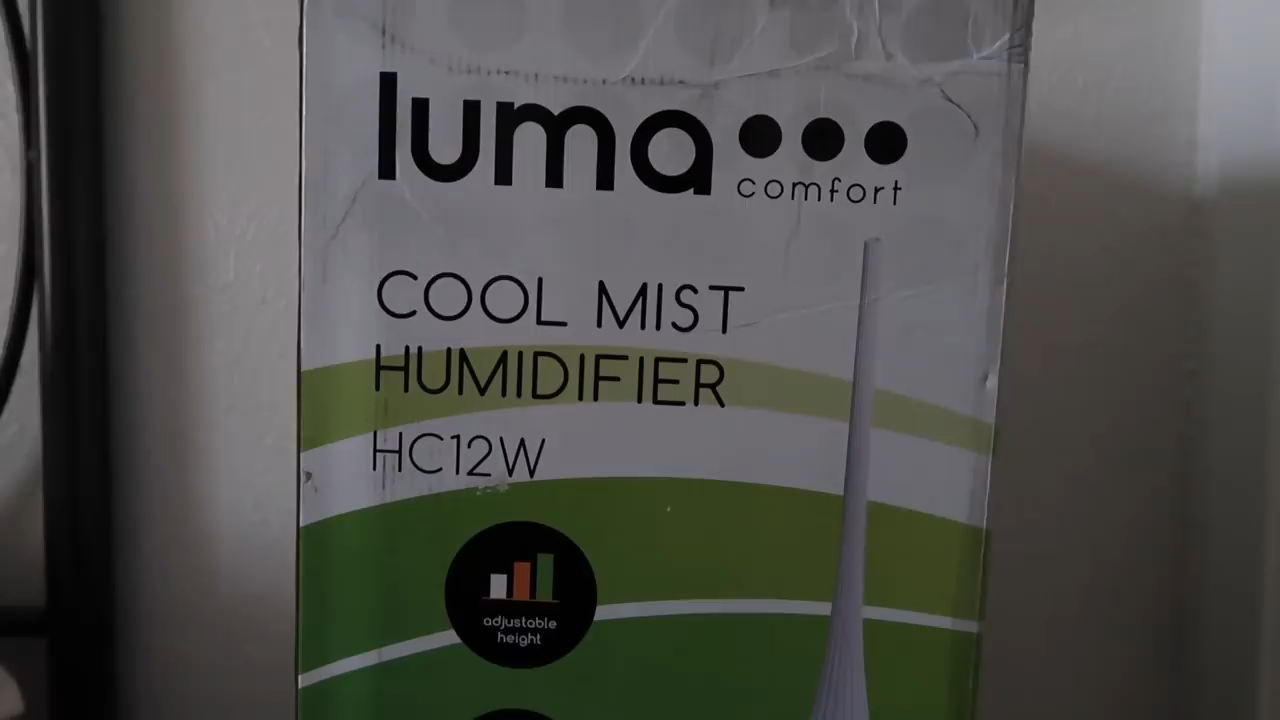 luma
comfort
COOL MIST
HUMIDIFIER
HC12W
adjustable
height